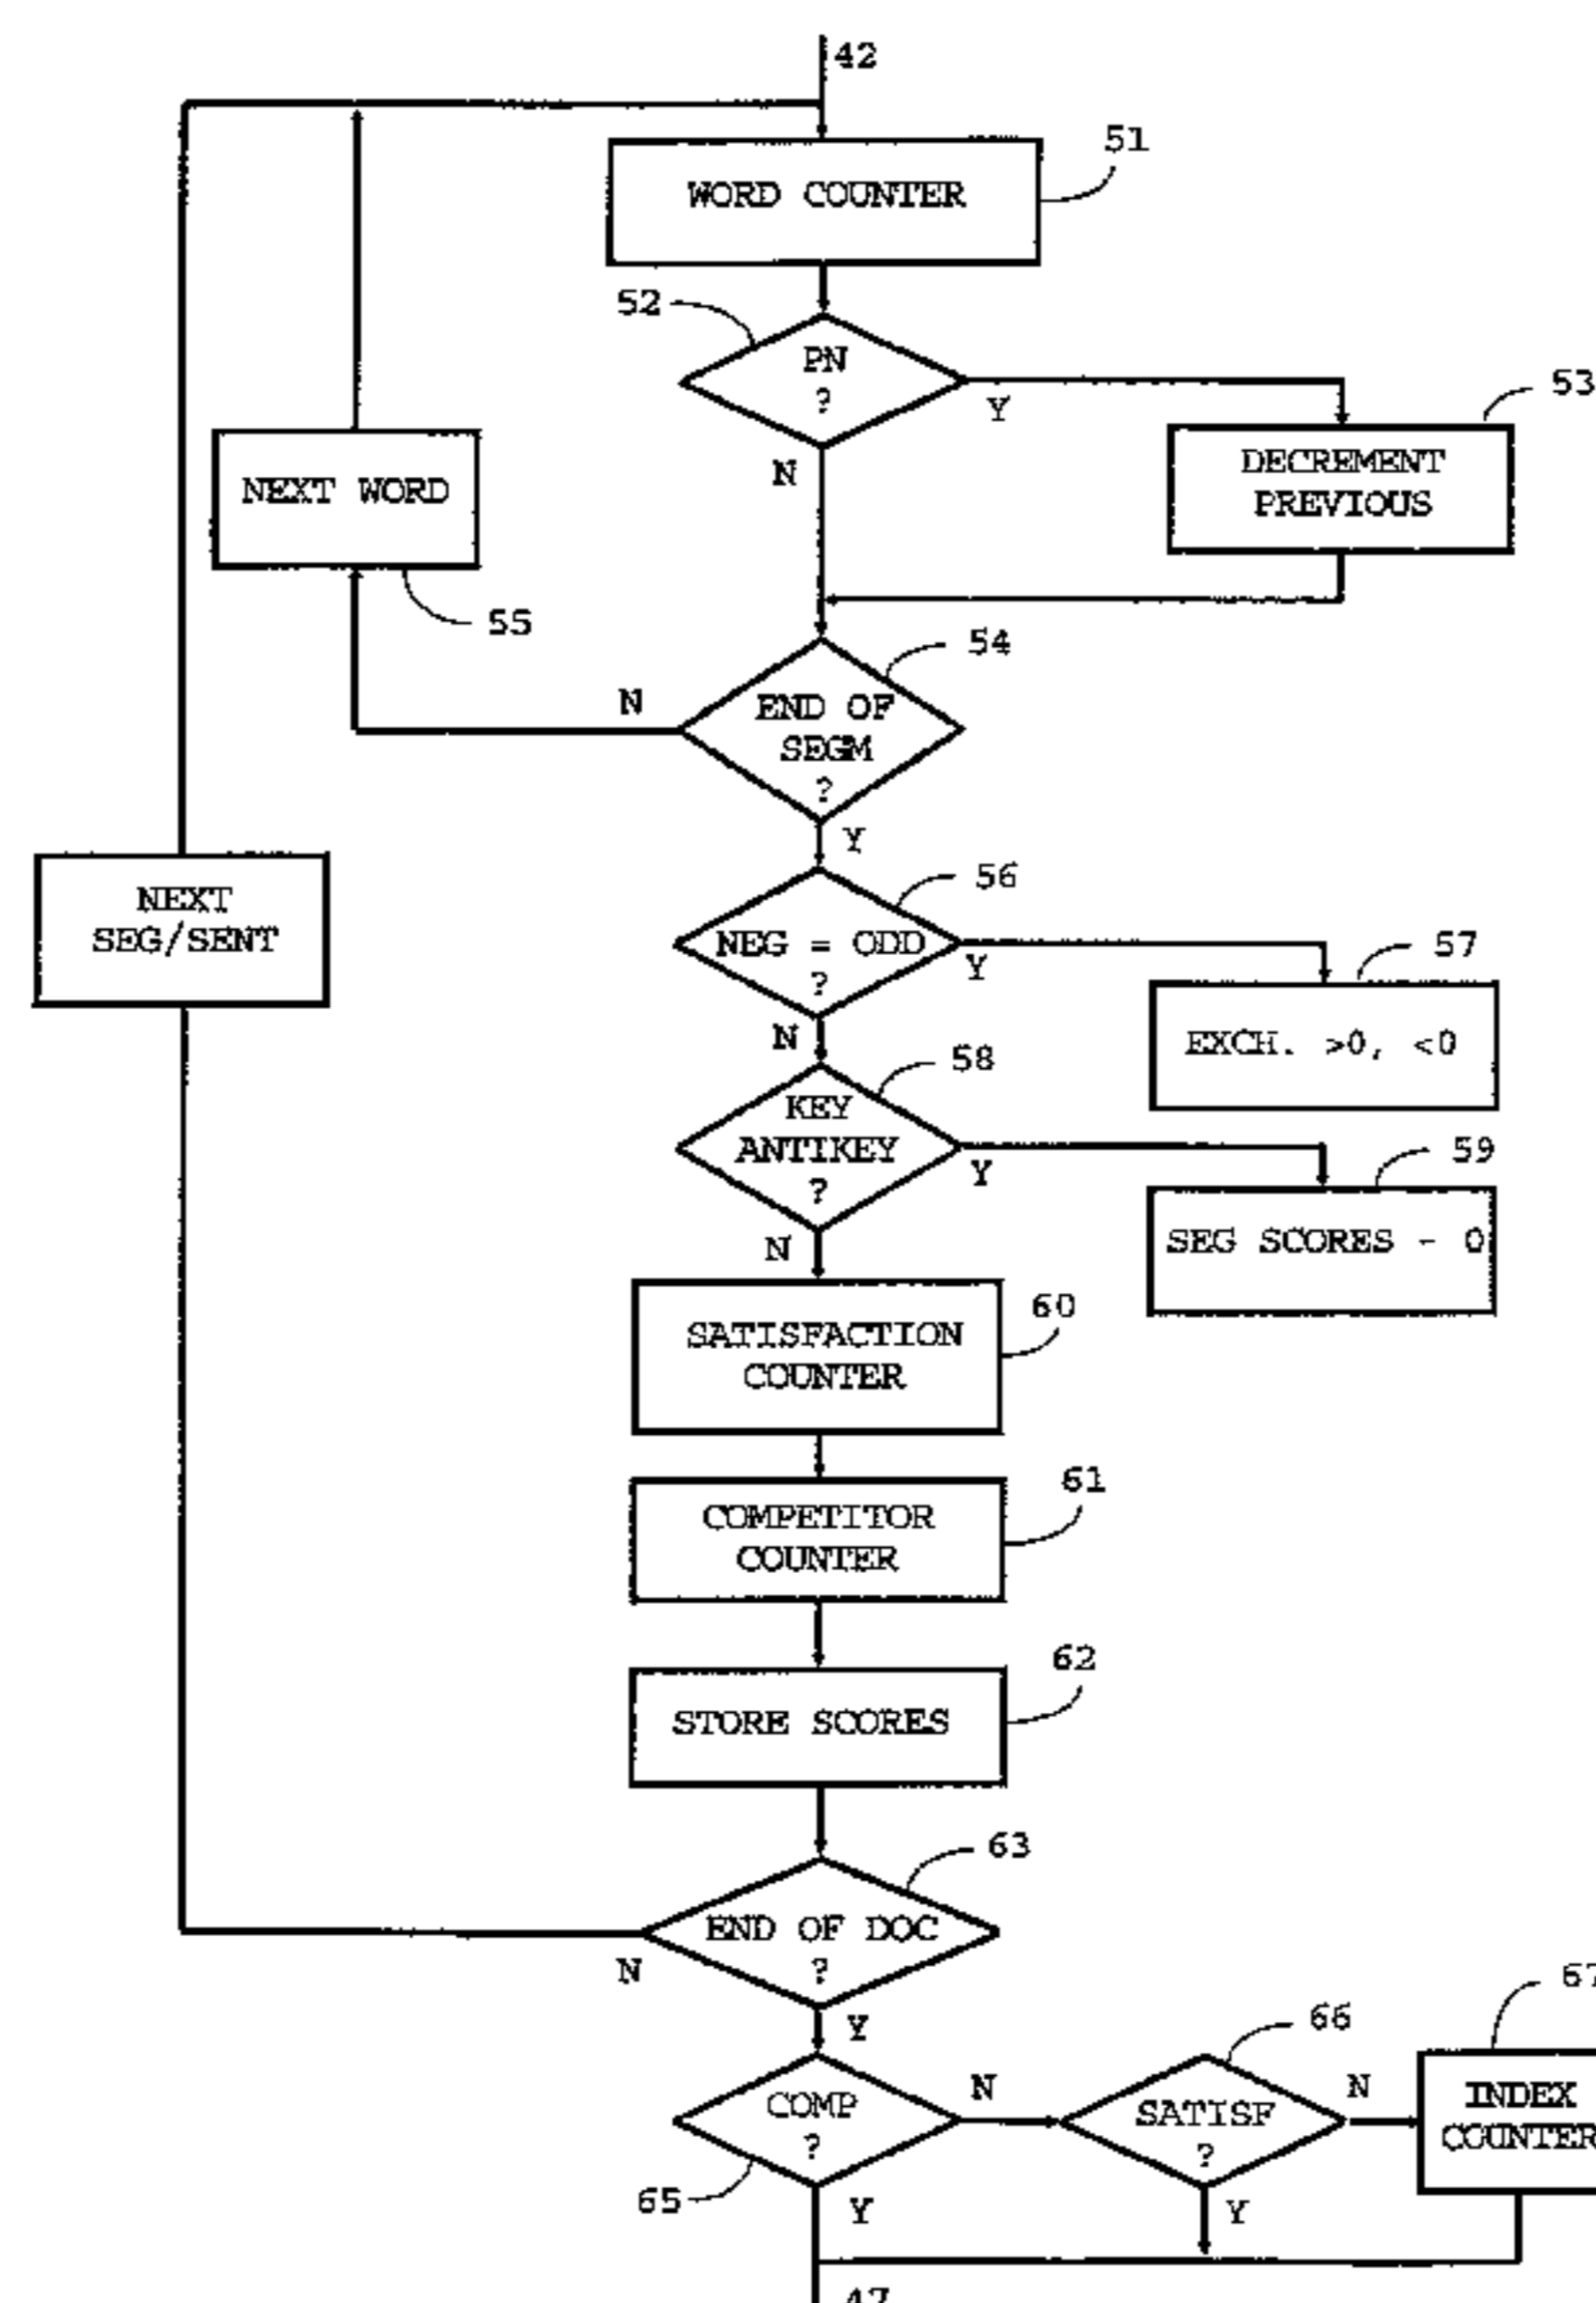 42
51
WORD COUNTER
52
PN
?
Y
53
N
DECREMENT
PREVIOUS
NEXT WORD
55
54
N
END OF
SEGM
?
Y
NEXT
SEG/SENT
56
NEG = ODD
?
Y
57
EXCH. >0, <0
N
58
KEY
ANTIKEY
?
Y
59
SEG SCORES - 0
N
60
SATISFACTION
COUNTER
61
COMPETITOR
COUNTER
62
STORE SCORES
63
END OF DOC
?
N
Y
66
67
COMP
?
N
SATISF
?
N
INDEX
COUNTER
65
Y
Y